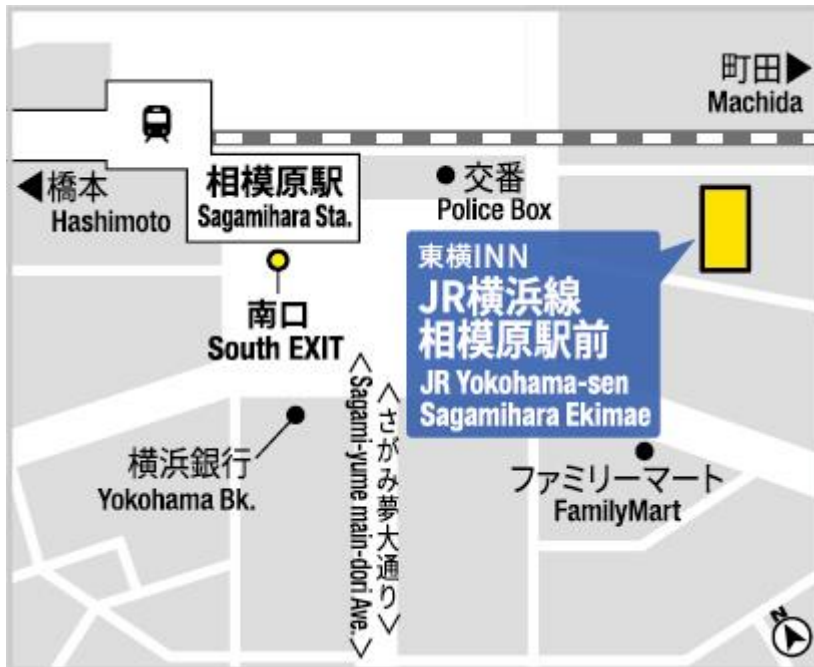 町田▶
Machida
◀橋本
Hashimoto
相模原駅
Sagamihara Sta.
交番
Police Box
南口
South EXIT
東横INN
JR横浜線
相模原駅前
JR Yokohama-sen
Sagamihara Ekimae
横浜銀行
Yokohama Bk.
<さがみ夢大通り>
<Sagami-yume main-dori Ave.>
ファミリーマート
FamilyMart
N